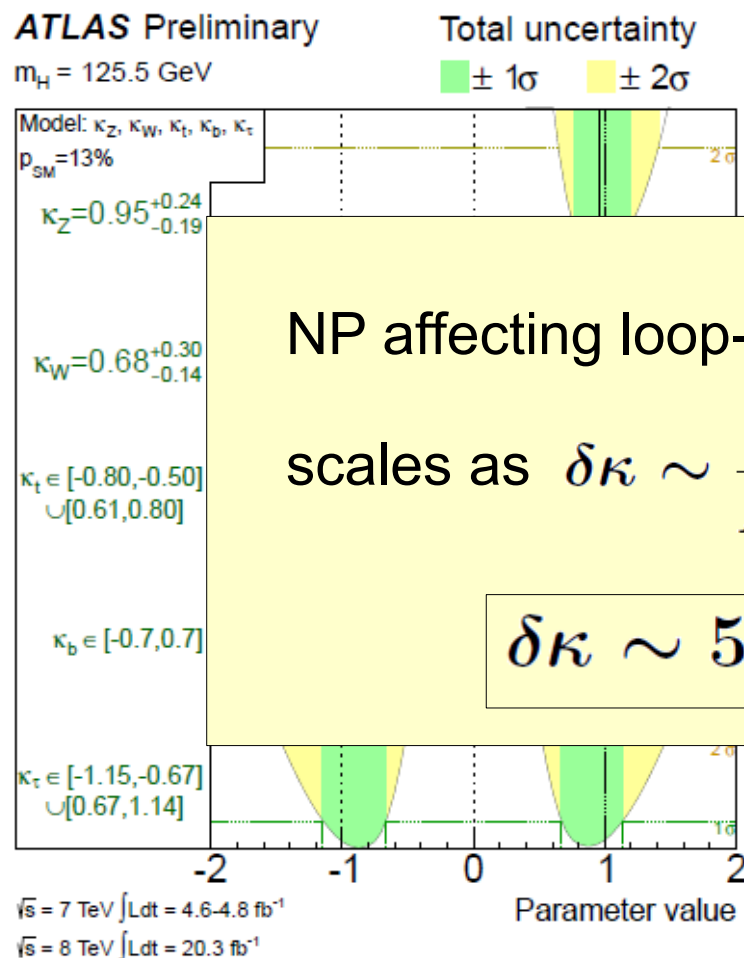 ATLAS Preliminary
m_H = 125.5 GeV
Total uncertainty
± 1σ ± 2σ
Model: κ_Z, κ_W, κ_t, κ_b, κ_τ
p_SM=13%
2 σ
κ_Z=0.95^{+0.24}_{-0.19}
κ_W=0.68^{+0.30}_{-0.14}
κ_t ∈ [-0.80,-0.50]
∪[0.61,0.80]
κ_b ∈ [-0.7,0.7]
κ_τ ∈ [-1.15,-0.67]
∪[0.67,1.14]
NP affecting loop-
scales as δκ ∼
δκ ∼ 5
2 σ
1σ
-2 -1 0 1 2
√s = 7 TeV ∫Ldt = 4.6-4.8 fb⁻¹
√s = 8 TeV ∫Ldt = 20.3 fb⁻¹
Parameter value